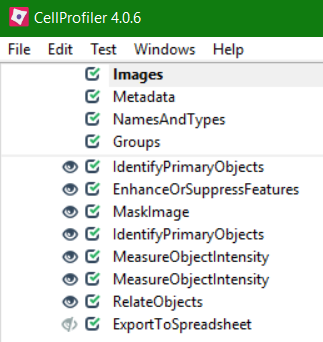 CellProfiler 4.0.6
File Edit Test Windows Help
Images
Metadata
NamesAndTypes
Groups
IdentifyPrimaryObjects
EnhanceOrSuppressFeatures
MaskImage
IdentifyPrimaryObjects
MeasureObjectIntensity
MeasureObjectIntensity
RelateObjects
ExportToSpreadsheet